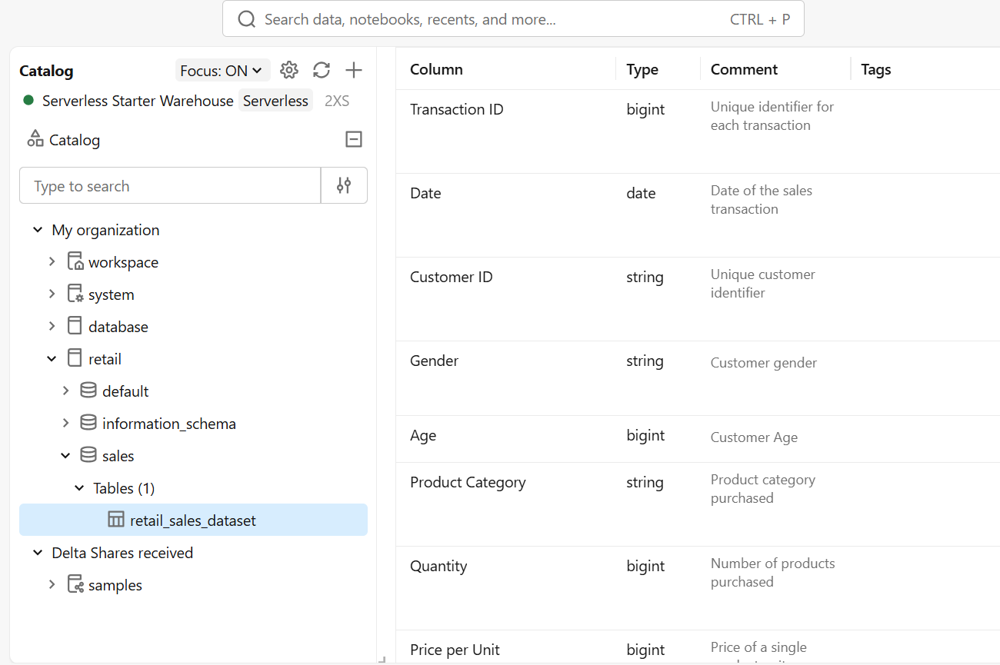 Search data, notebooks, recents, and more... CTRL + P
Catalog Focus: ON
Serverless Starter Warehouse Serverless 2XS
Catalog
Type to search
My organization
workspace
system
database
retail
default
information_schema
sales
Tables (1)
retail_sales_dataset
Delta Shares received
samples
Column Type Comment Tags
Transaction ID bigint Unique identifier for
each transaction
Date date Date of the sales
transaction
Customer ID string Unique customer
identifier
Gender string Customer gender
Age bigint Customer Age
Product Category string Product category
purchased
Quantity bigint Number of products
purchased
Price per Unit bigint Price of a single